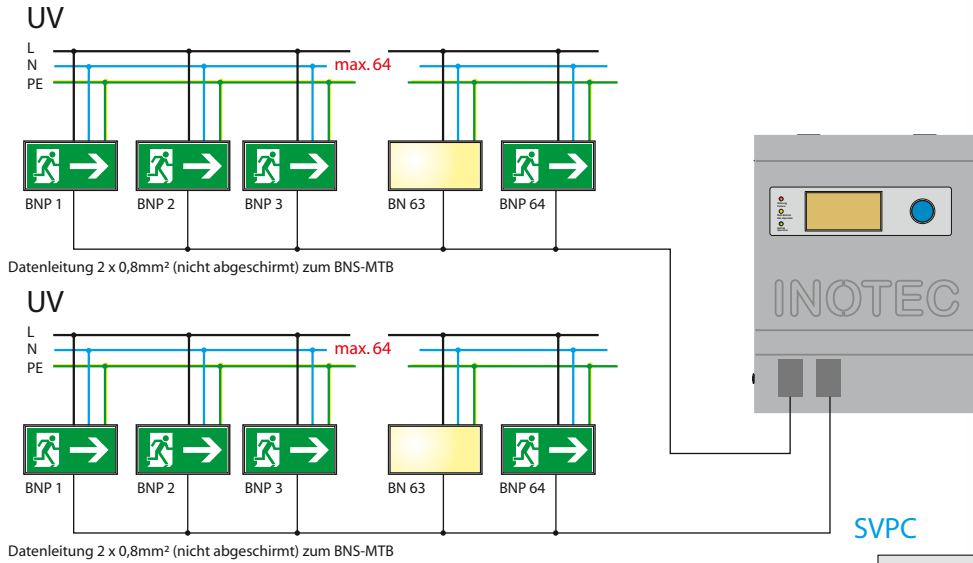 UV
L
N
max. 64
PE
BNP 1
BNP 2
BNP 3
BN 63
BNP 64
Datenleitung 2 x 0,8mm² (nicht abgeschirmt) zum BNS-MTB
UV
L
N
max. 64
PE
BNP 1
BNP 2
BNP 3
BN 63
BNP 64
Datenleitung 2 x 0,8mm² (nicht abgeschirmt) zum BNS-MTB
INOTEC
SVPC